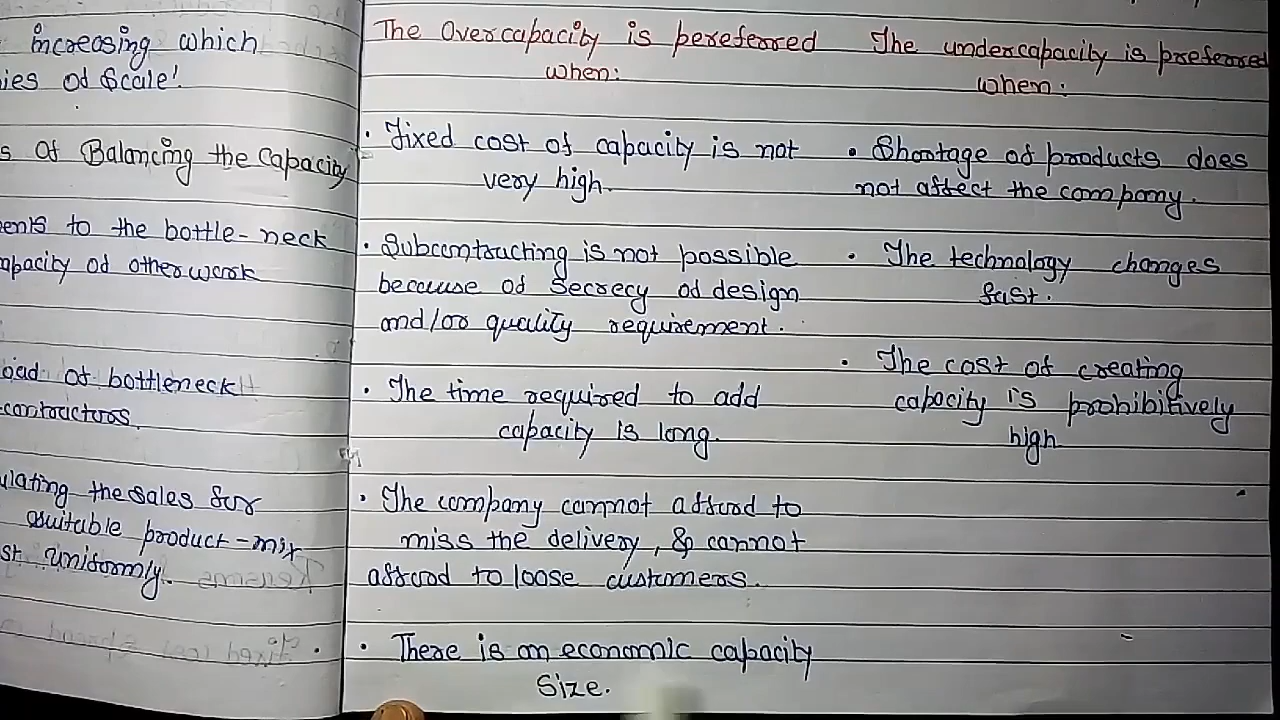 increasing which
ies of Scale!
s Of Balancing the Capacity
ents to the bottle-neck
apacity of other work
oad of bottleneck
-contractors.
ulating the sales for
suitable product-mix
st uniformly.
The Overcapacity is pereferred
when:
• Fixed cost of capacity is not
very high.
• Subcontracting is not possible
because of secrecy of design
and/or quality requirement.
• The time required to add
capacity is long.
• The company cannot afford to
miss the delivery, & cannot
afford to loose customers.
• There is an economic capacity
Size.
The undercapacity is preferred
when:
• Shortage of products does
not affect the company.
• The technology changes
fast.
• The cost of creating
capacity is prohibitively
high